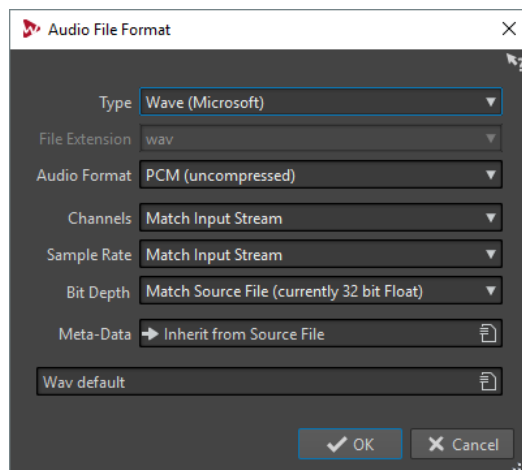 Audio File Format
Type Wave (Microsoft)
File Extension wav
Audio Format PCM (uncompressed)
Channels Match Input Stream
Sample Rate Match Input Stream
Bit Depth Match Source File (currently 32 bit Float)
Meta-Data Inherit from Source File
Wav default
OK Cancel